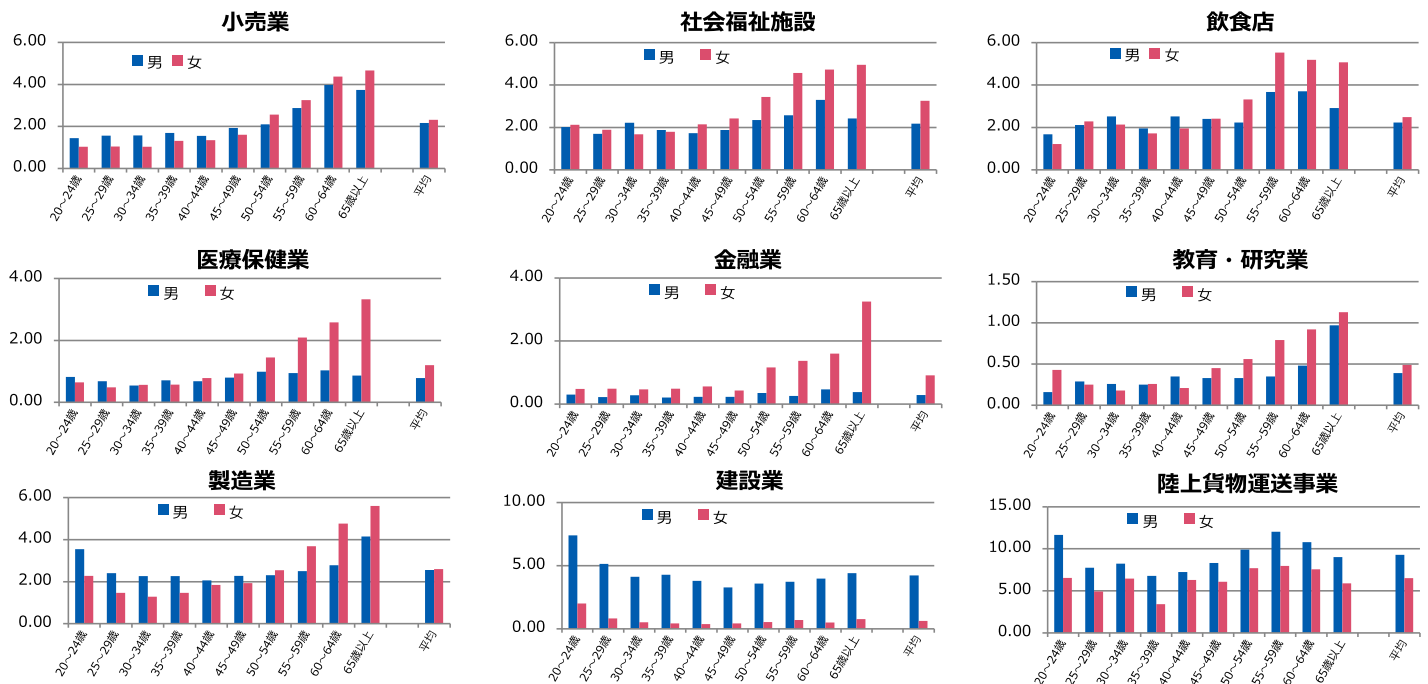 小売業
6.00
4.00
2.00
0.00
男 女
20～24歳
25～29歳
30～34歳
35～39歳
40～44歳
45～49歳
50～54歳
55～59歳
60～64歳
65歳以上
平均
社会福祉施設
6.00
4.00
2.00
0.00
男 女
20～24歳
25～29歳
30～34歳
35～39歳
40～44歳
45～49歳
50～54歳
55～59歳
60～64歳
65歳以上
平均
飲食店
6.00
4.00
2.00
0.00
男 女
20～24歳
25～29歳
30～34歳
35～39歳
40～44歳
45～49歳
50～54歳
55～59歳
60～64歳
65歳以上
平均
医療保健業
4.00
2.00
0.00
男 女
20～24歳
25～29歳
30～34歳
35～39歳
40～44歳
45～49歳
50～54歳
55～59歳
60～64歳
65歳以上
平均
金融業
4.00
2.00
0.00
男 女
20～24歳
25～29歳
30～34歳
35～39歳
40～44歳
45～49歳
50～54歳
55～59歳
60～64歳
65歳以上
平均
教育・研究業
1.50
1.00
0.50
0.00
男 女
20～24歳
25～29歳
30～34歳
35～39歳
40～44歳
45～49歳
50～54歳
55～59歳
60～64歳
65歳以上
平均
製造業
6.00
4.00
2.00
0.00
男 女
20～24歳
25～29歳
30～34歳
35～39歳
40～44歳
45～49歳
50～54歳
55～59歳
60～64歳
65歳以上
平均
建設業
10.00
5.00
0.00
男 女
20～24歳
25～29歳
30～34歳
35～39歳
40～44歳
45～49歳
50～54歳
55～59歳
60～64歳
65歳以上
平均
陸上貨物運送事業
15.00
10.00
5.00
0.00
男 女
20～24歳
25～29歳
30～34歳
35～39歳
40～44歳
45～49歳
50～54歳
55～59歳
60～64歳
65歳以上
平均